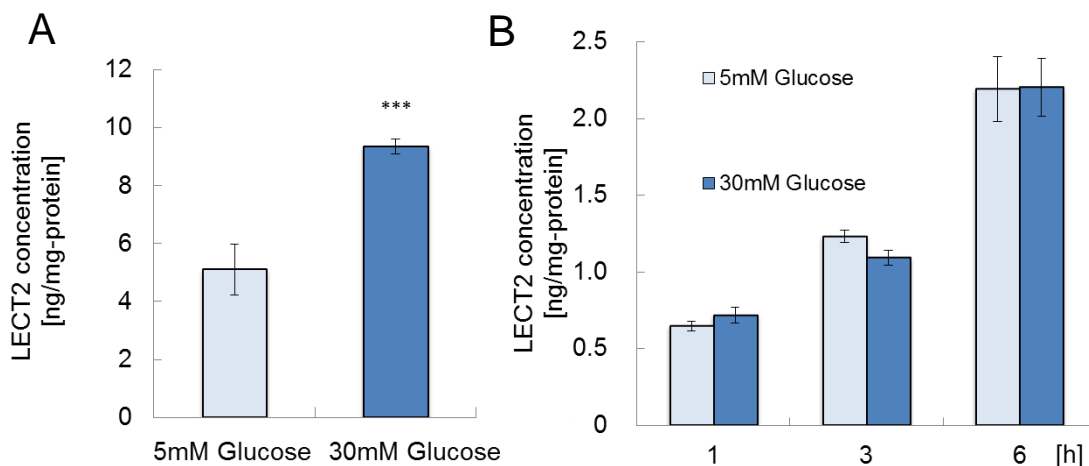 A
LECT2 concentration
[ng/mg-protein]
12
10
8
6
4
2
0
***
5mM Glucose
30mM Glucose
B
LECT2 concentration
[ng/mg-protein]
2.5
2.0
1.5
1.0
0.5
0
5mM Glucose
30mM Glucose
1 3 6 [h]